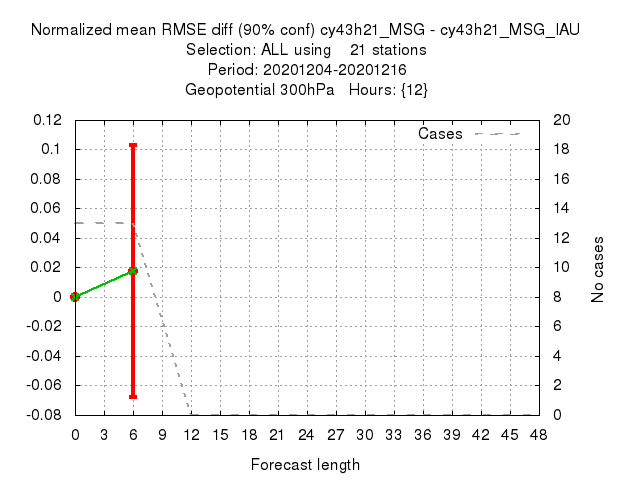 Normalized mean RMSE diff (90% conf) cy43h21_MSG - cy43h21_MSG_IAU
Selection: ALL using 21 stations
Period: 20201204-20201216
Geopotential 300hPa Hours: {12}
Cases
0.12
0.1
0.08
0.06
0.04
0.02
0
-0.02
-0.04
-0.06
-0.08
20
18
16
14
12
10
8
6
4
2
0
No cases
0 3 6 9 12 15 18 21 24 27 30 33 36 39 42 45 48
Forecast length